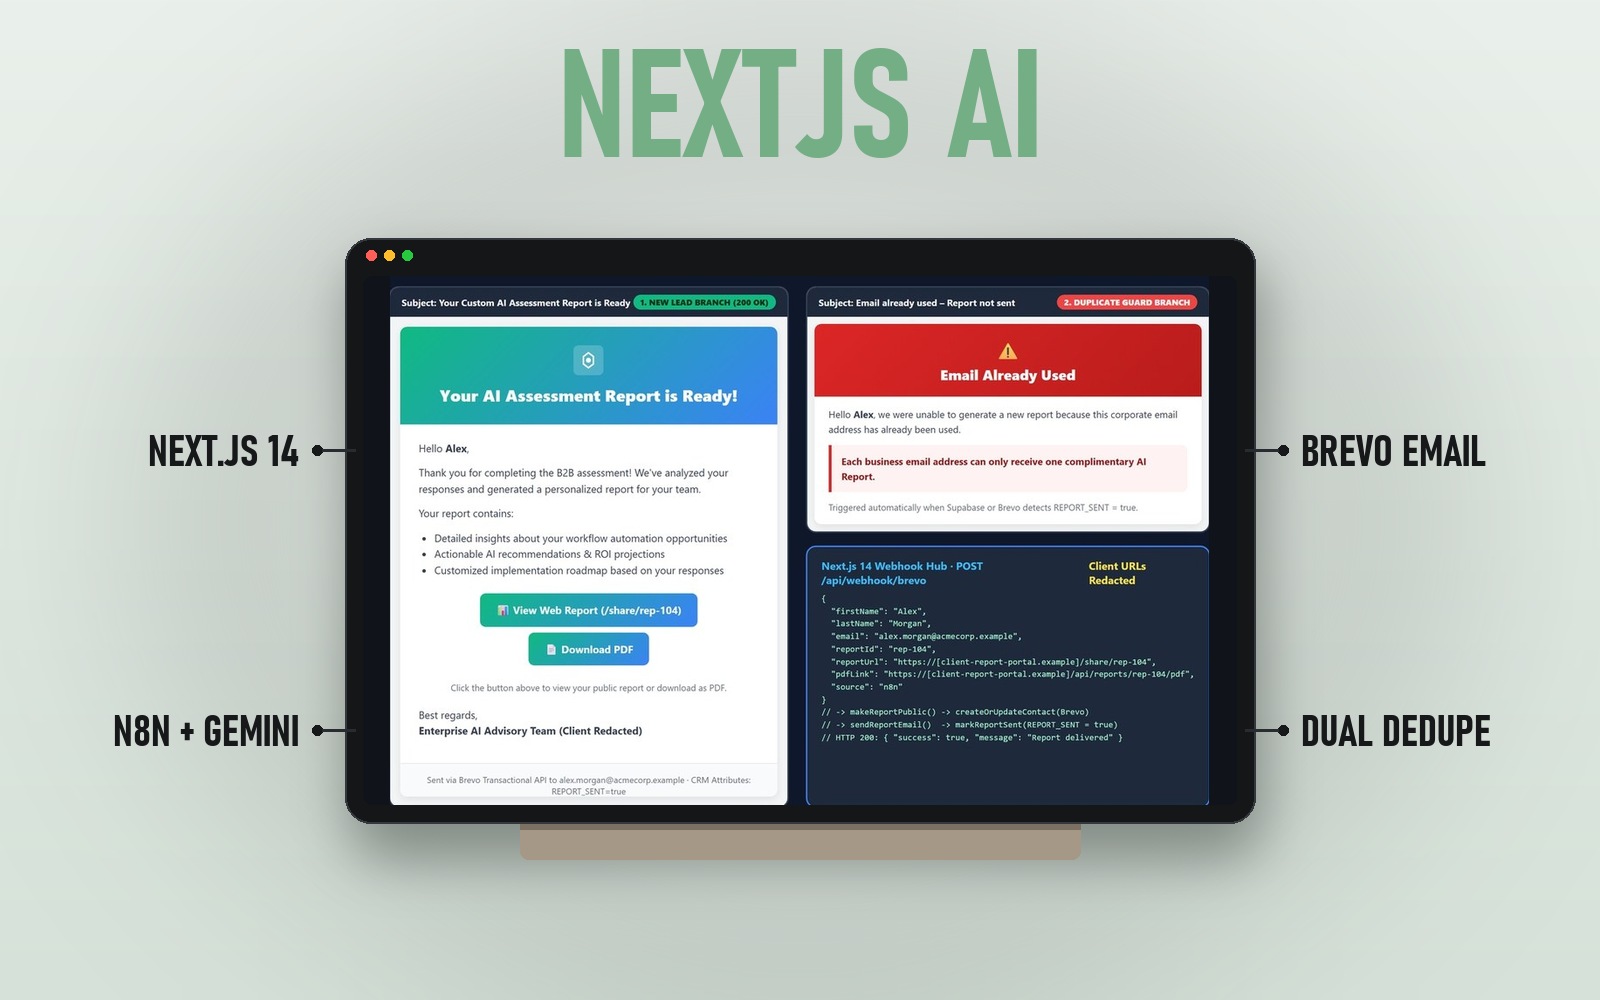 NEXTJS AI
NEXT.JS 14
N8N + GEMINI
BREVO EMAIL
DUAL DEDUPE
Subject: Your Custom AI Assessment Report is Ready
1. NEW LEAD BRANCH (200 OK)
Your AI Assessment Report is Ready!
Hello Alex,
Thank you for completing the B2B assessment! We've analyzed your
responses and generated a personalized report for your team.
Your report contains:
• Detailed insights about your workflow automation opportunities
• Actionable AI recommendations & ROI projections
• Customized implementation roadmap based on your responses
📊 View Web Report (/share/rep-104)
📄 Download PDF
Click the button above to view your public report or download as PDF.
Best regards,
Enterprise AI Advisory Team (Client Redacted)
Sent via Brevo Transactional API to alex.morgan@acmecorp.example · CRM Attributes:
REPORT_SENT=true
Subject: Email already used – Report not sent
2. DUPLICATE GUARD BRANCH
Email Already Used
Hello Alex, we were unable to generate a new report because this corporate email
address has already been used.
Each business email address can only receive one complimentary AI
Report.
Triggered automatically when Supabase or Brevo detects REPORT_SENT = true.
Next.js 14 Webhook Hub · POST
/api/webhook/brevo
Client URLs
Redacted
{
"firstName": "Alex",
"lastName": "Morgan",
"email": "alex.morgan@acmecorp.example",
"reportId": "rep-104",
"reportUrl": "https://[client-report-portal.example]/share/rep-104",
"pdfLink": "https://[client-report-portal.example]/api/reports/rep-104/pdf",
"source": "n8n"
}
// -> makeReportPublic() -> createOrUpdateContact(Brevo)
// -> sendReportEmail() -> markReportSent(REPORT_SENT = true)
// HTTP 200: { "success": true, "message": "Report delivered" }